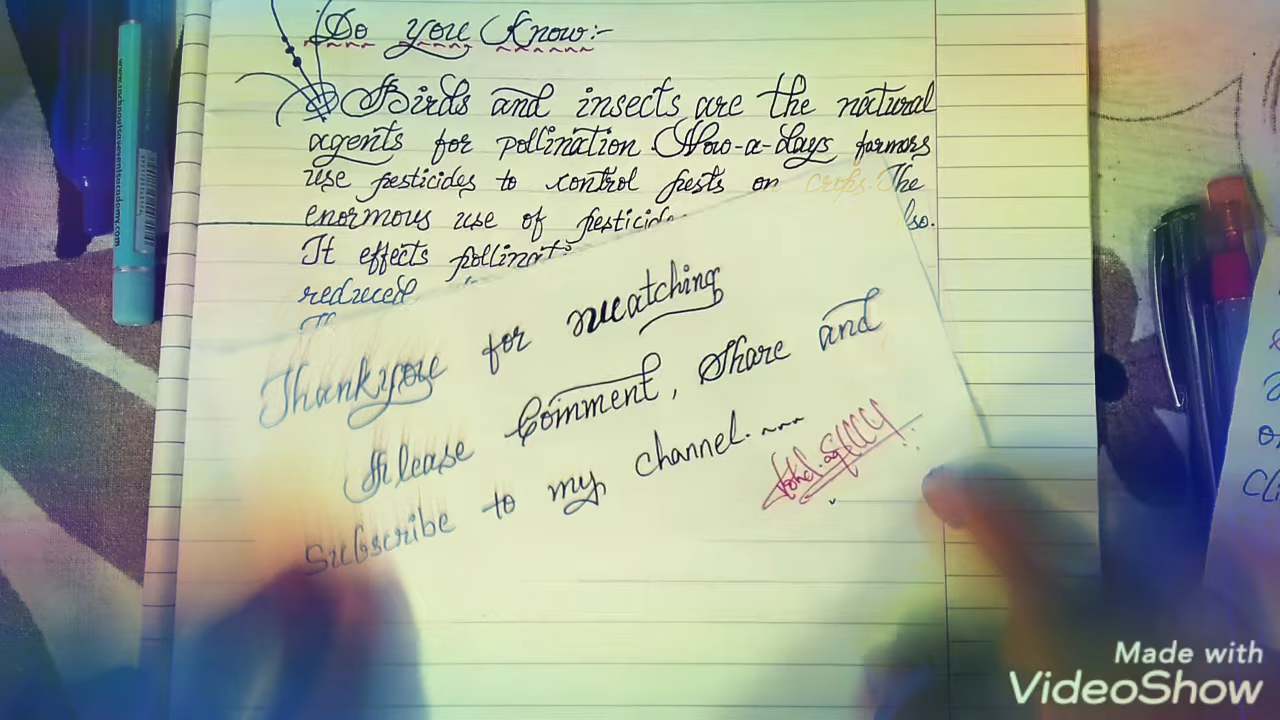 Do you Know:-
Birds and insects are the natural
agents for pollination Now-a-days farmers
use pesticides to control pests on crops. The
enormous use of
It effects
reduced
Thankyou for watching
Please Comment, Share and
Subscribe to my channel.
Made with
VideoShow